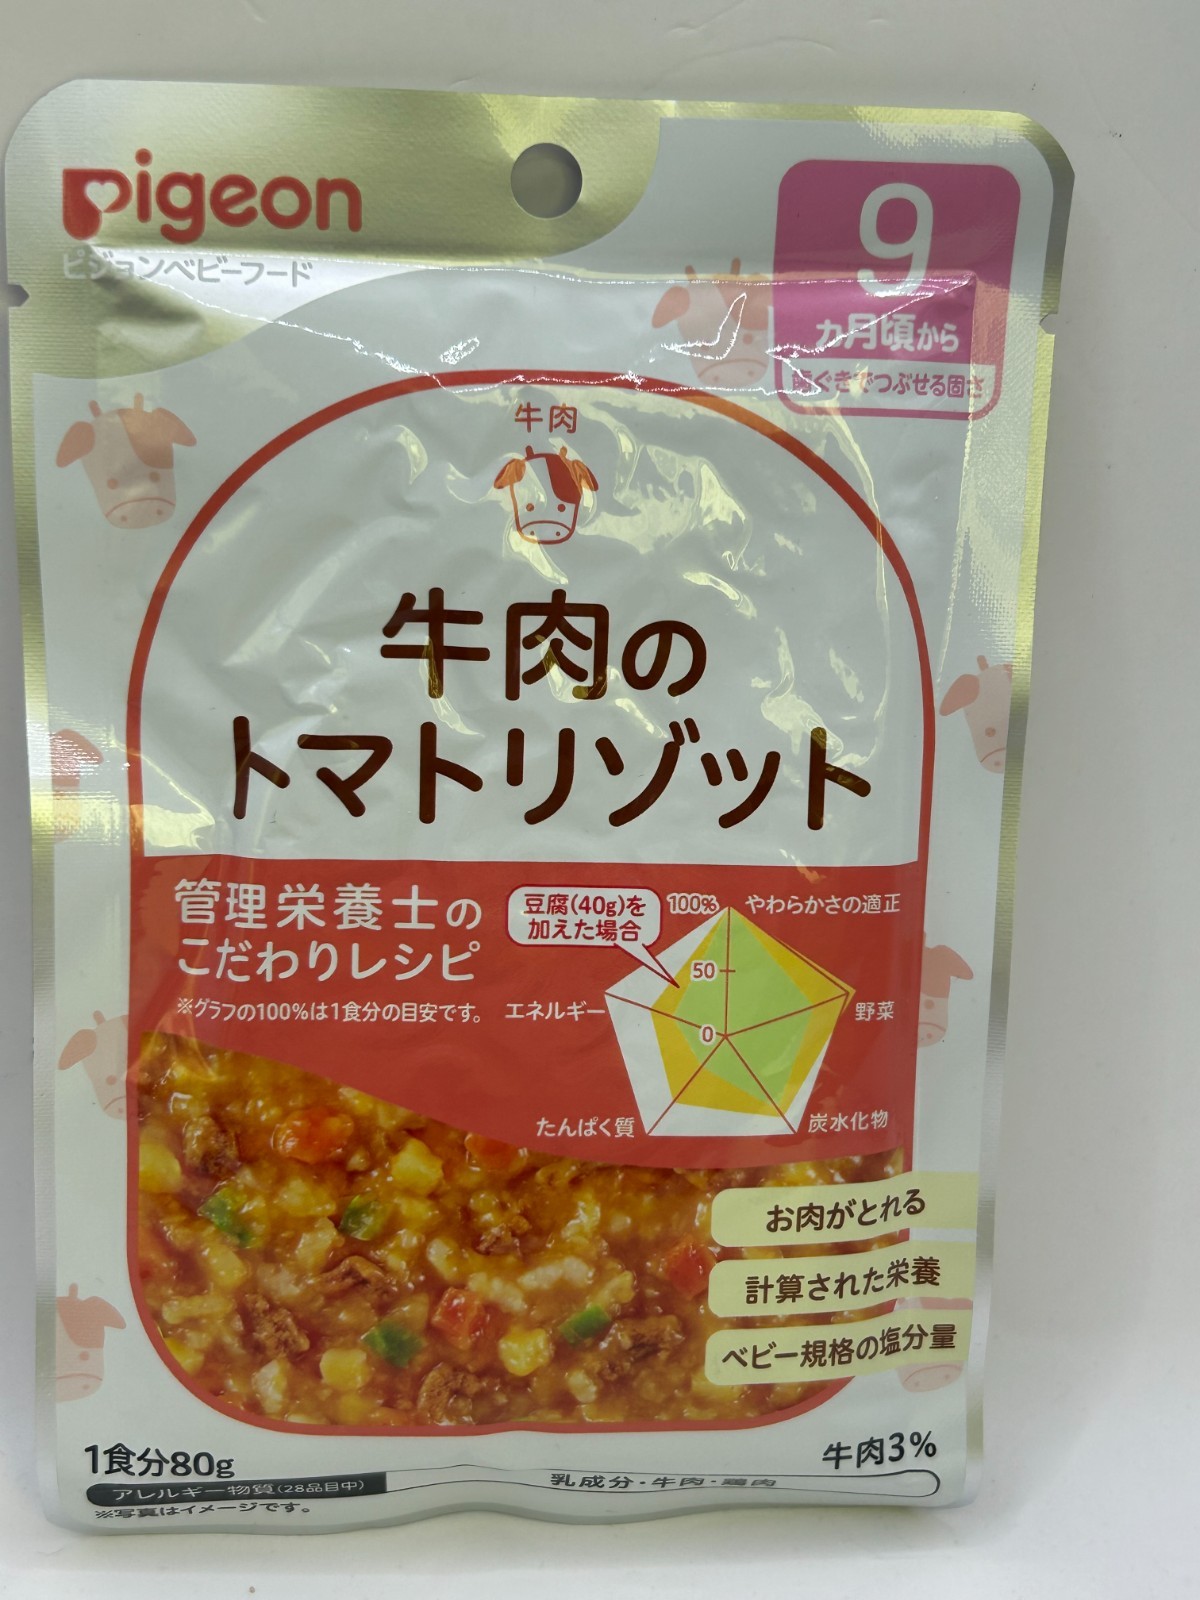 pigeon
ピジョンベビーフード
9
カ月頃から
歯ぐきでつぶせる固さ
牛肉
牛肉の
トマトリゾット
管理栄養士の
こだわりレシピ
※グラフの100%は1食分の目安です。
豆腐(40g)を
加えた場合
100%
やわらかさの適正
50
0
エネルギー
野菜
たんぱく質
炭水化物
お肉がとれる
計算された栄養
ベビー規格の塩分量
1食分80g
牛肉3%
アレルギー物質(28品目中)
乳成分・牛肉・鶏肉
※写真はイメージです。